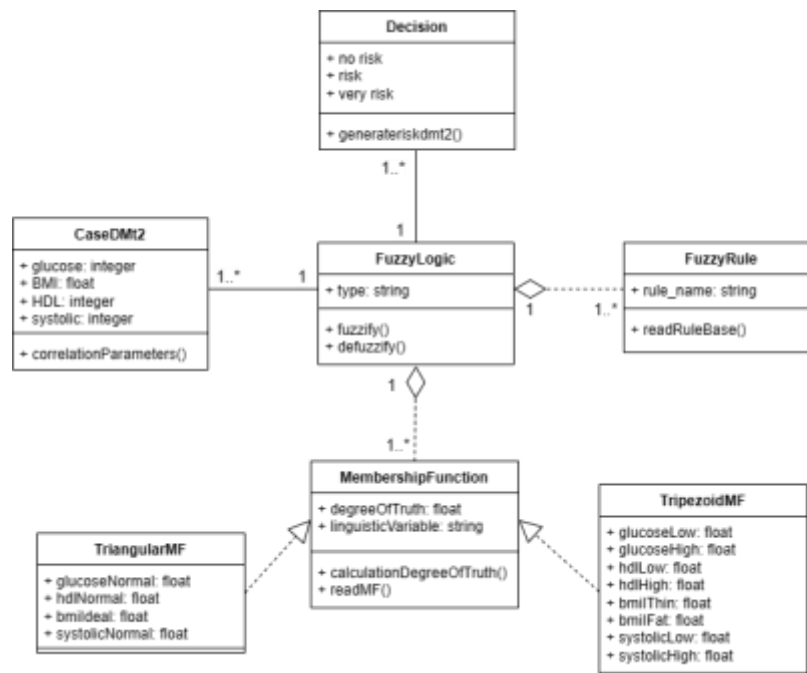 Decision
+ no risk
+ risk
+ very risk
+ generateriskdmt2()
1..*
1
CaseDMt2
+ glucose: integer
+ BMI: float
+ HDL: integer
+ systolic: integer
+ correlationParameters()
1..*
1
FuzzyLogic
+ type: string
+ fuzzify()
+ defuzzify()
1
1..*
FuzzyRule
+ rule_name: string
+ readRuleBase()
1
1..*
MembershipFunction
+ degreeOfTruth: float
+ linguisticVariable: string
+ calculationDegreeOfTruth()
+ readMF()
TriangularMF
+ glucoseNormal: float
+ hdlNormal: float
+ bmiIdeal: float
+ systolicNormal: float
TripezoidMF
+ glucoseLow: float
+ glucoseHigh: float
+ hdlLow: float
+ hdlHigh: float
+ bmiIThin: float
+ bmiIFat: float
+ systolicLow: float
+ systolicHigh: float